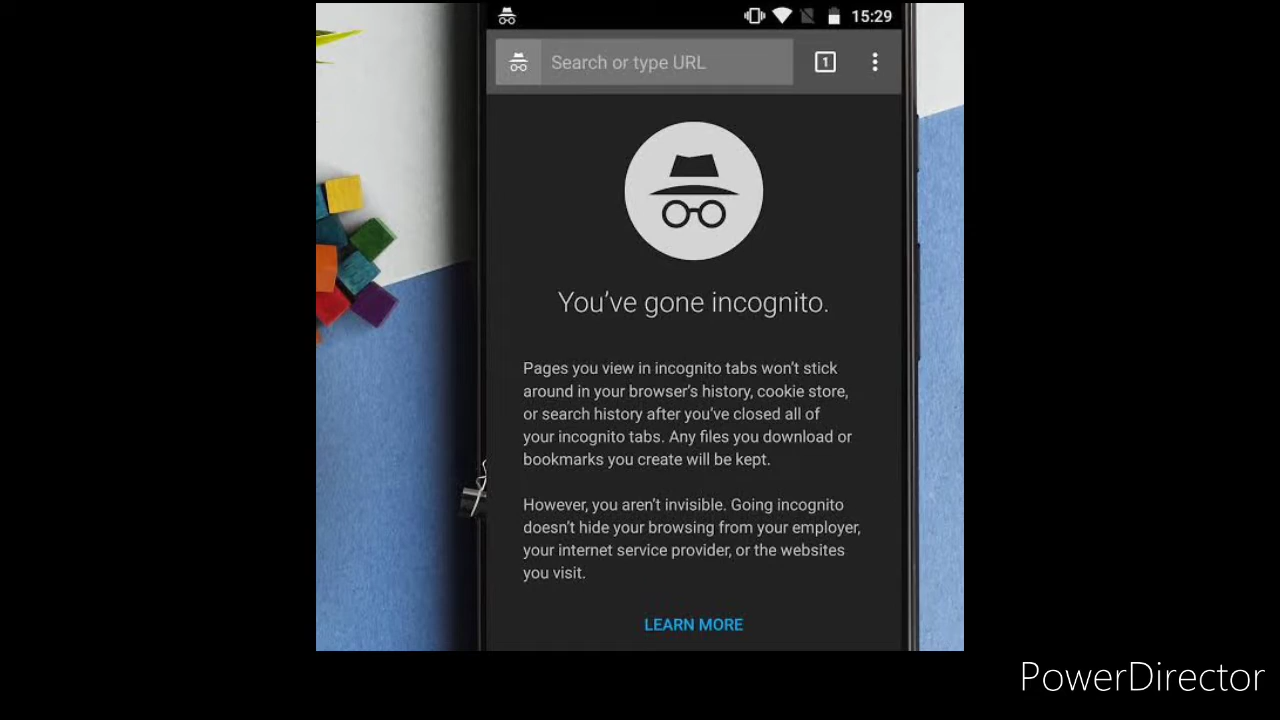 15:29
Search or type URL
1
You've gone incognito.
Pages you view in incognito tabs won't stick
around in your browser's history, cookie store,
or search history after you've closed all of
your incognito tabs. Any files you download or
bookmarks you create will be kept.
However, you aren't invisible. Going incognito
doesn't hide your browsing from your employer,
your internet service provider, or the websites
you visit.
LEARN MORE
PowerDirector